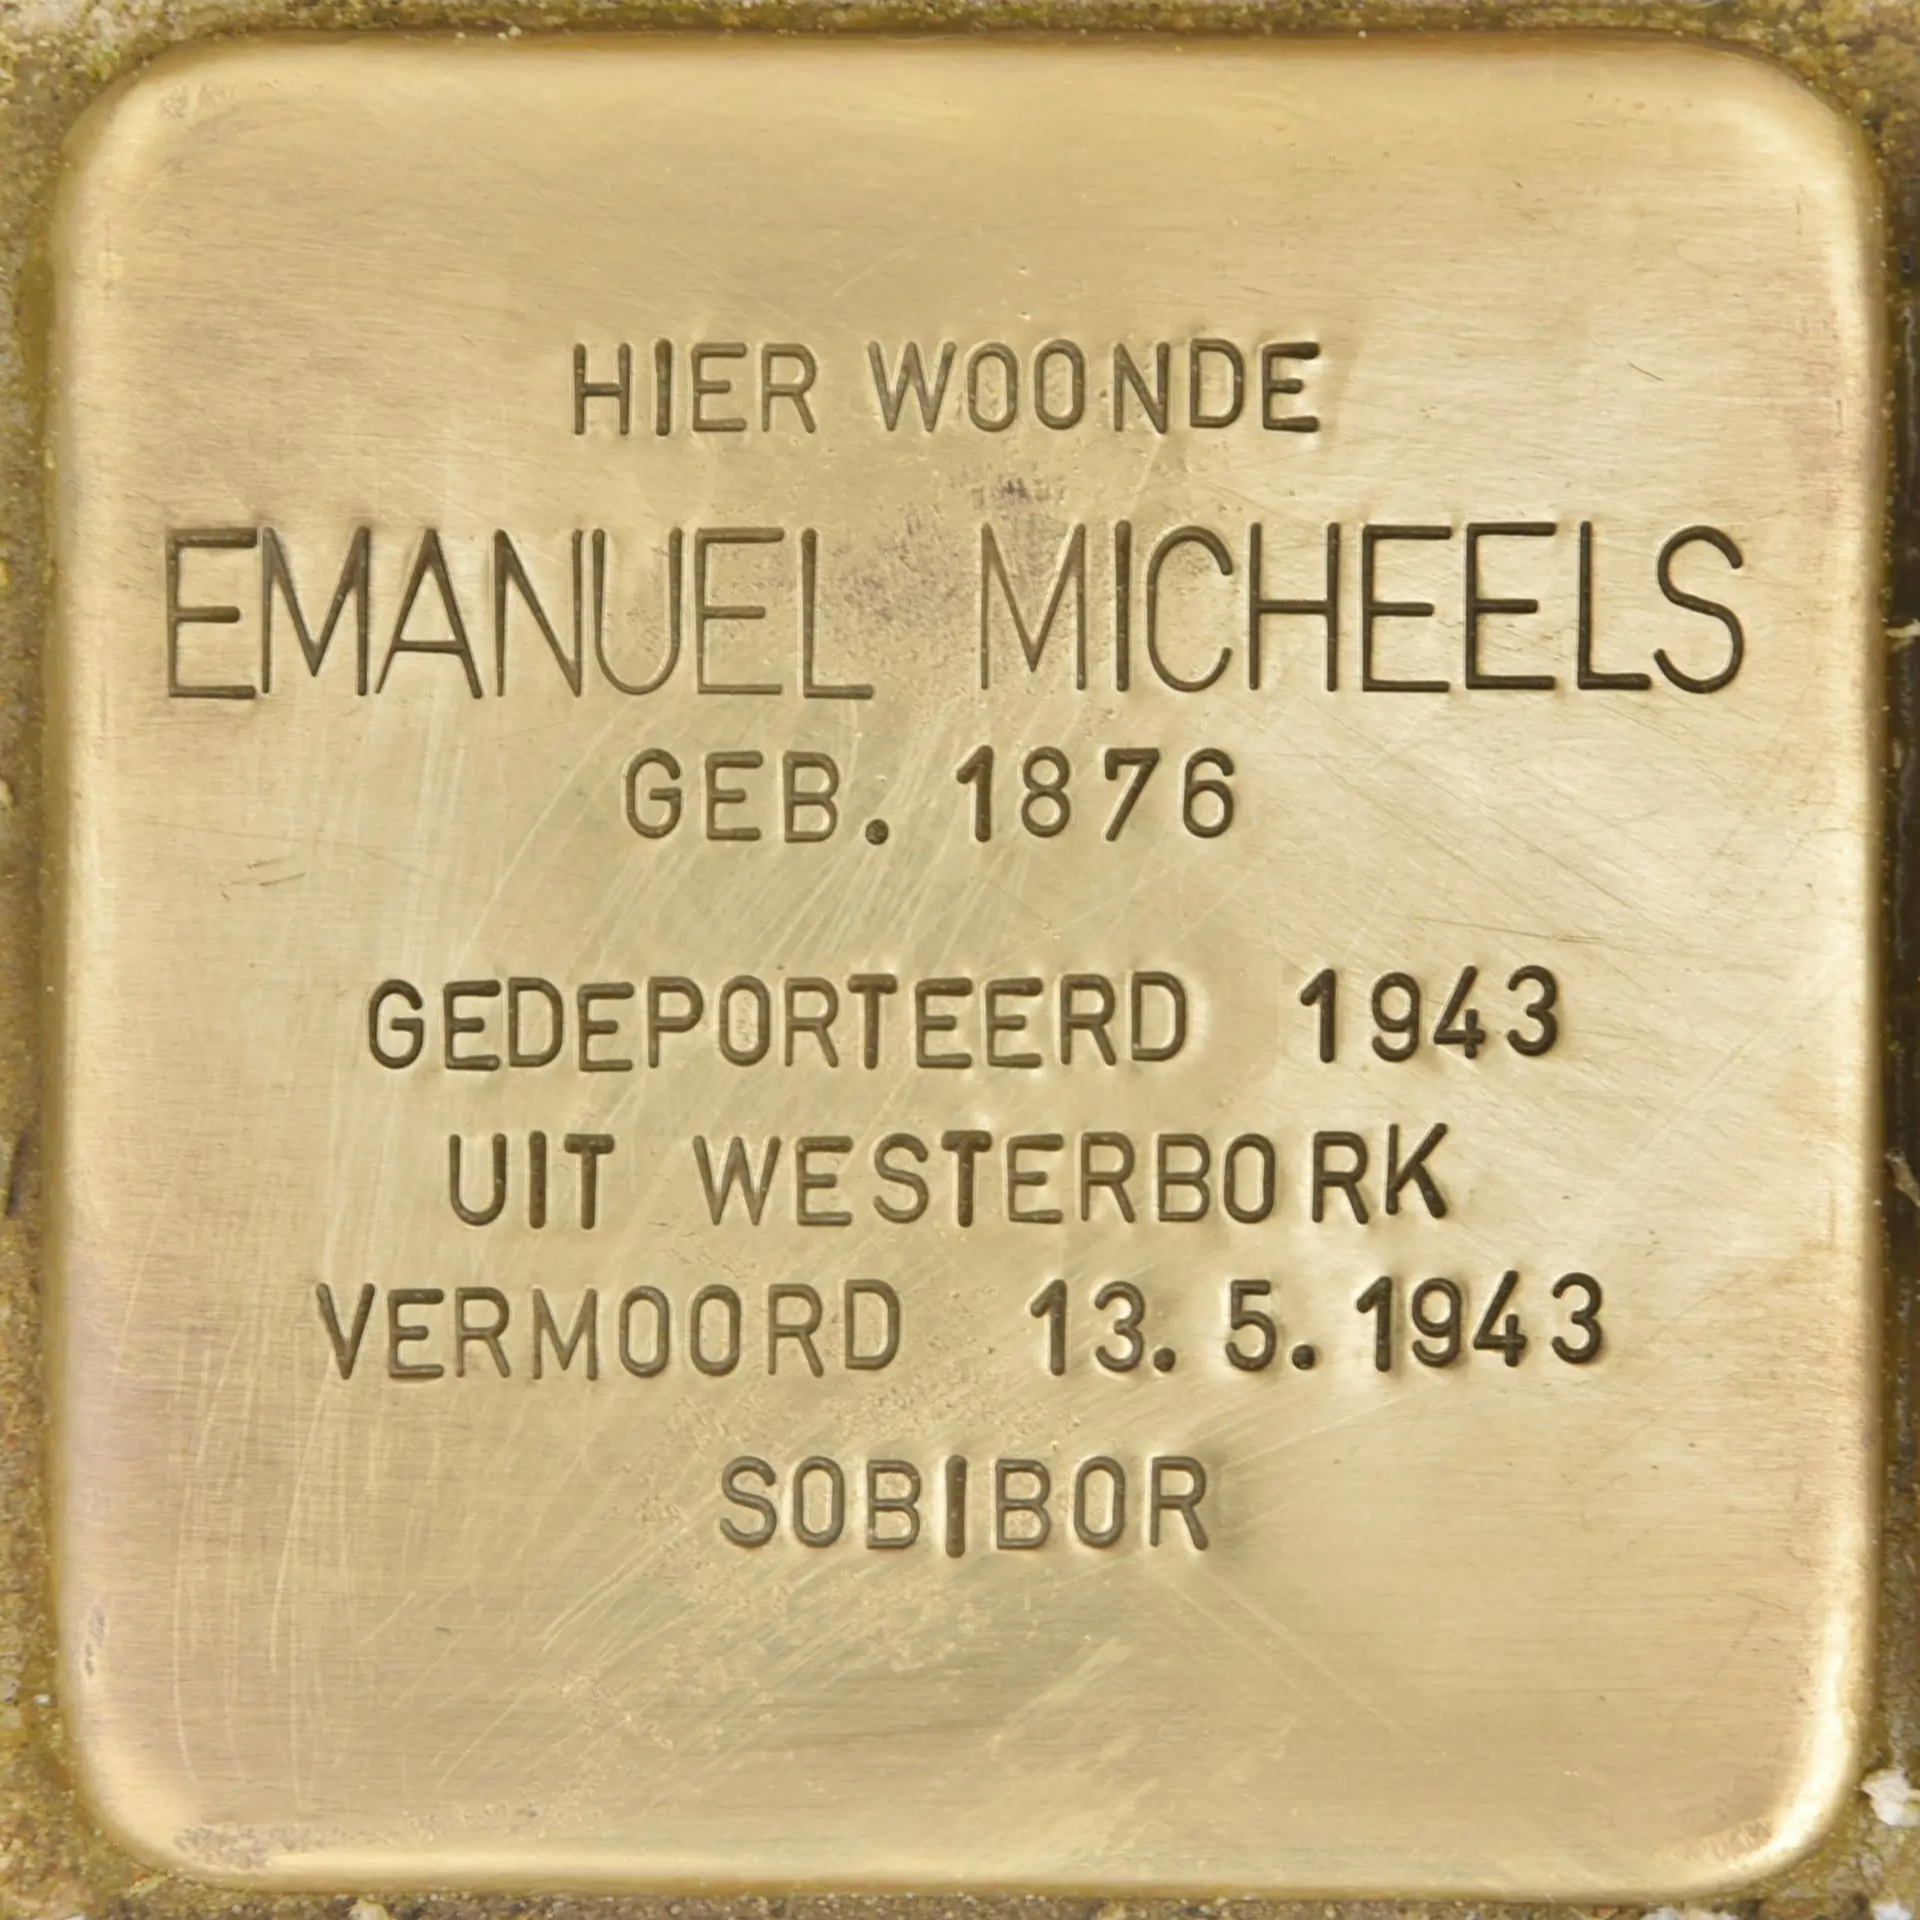 HIER WOONDE
EMANUEL MICHEELS
GEB. 1876
GEDEPORTEERD 1943
UIT WESTERBORK
VERMOORD 13.5.1943
SOBIBOR